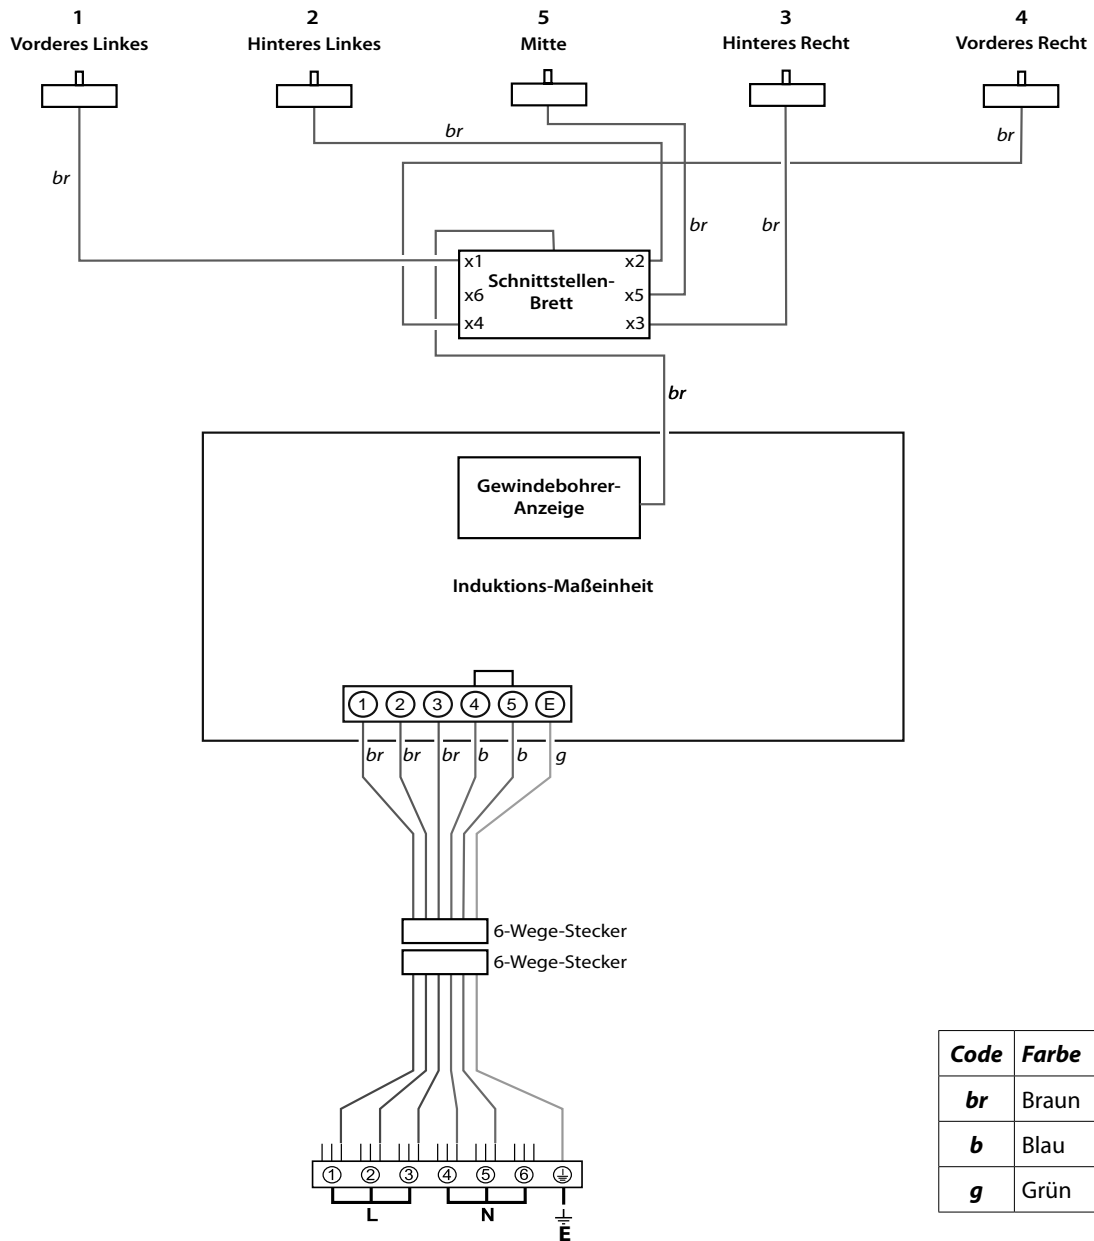 1
Vorderes Linkes
2
Hinteres Linkes
5
Mitte
3
Hinteres Recht
4
Vorderes Recht
br
br
br
br
br
x1
x2
Schnittstellen-
Brett
x6
x5
x4
x3
br
Gewindebohrer-
Anzeige
Induktions-Maßeinheit
1 2 3 4 5 E
br br br b b g
6-Wege-Stecker
6-Wege-Stecker
1 2 3 4 5 6
L N
E
Code Farbe
br Braun
b Blau
g Grün